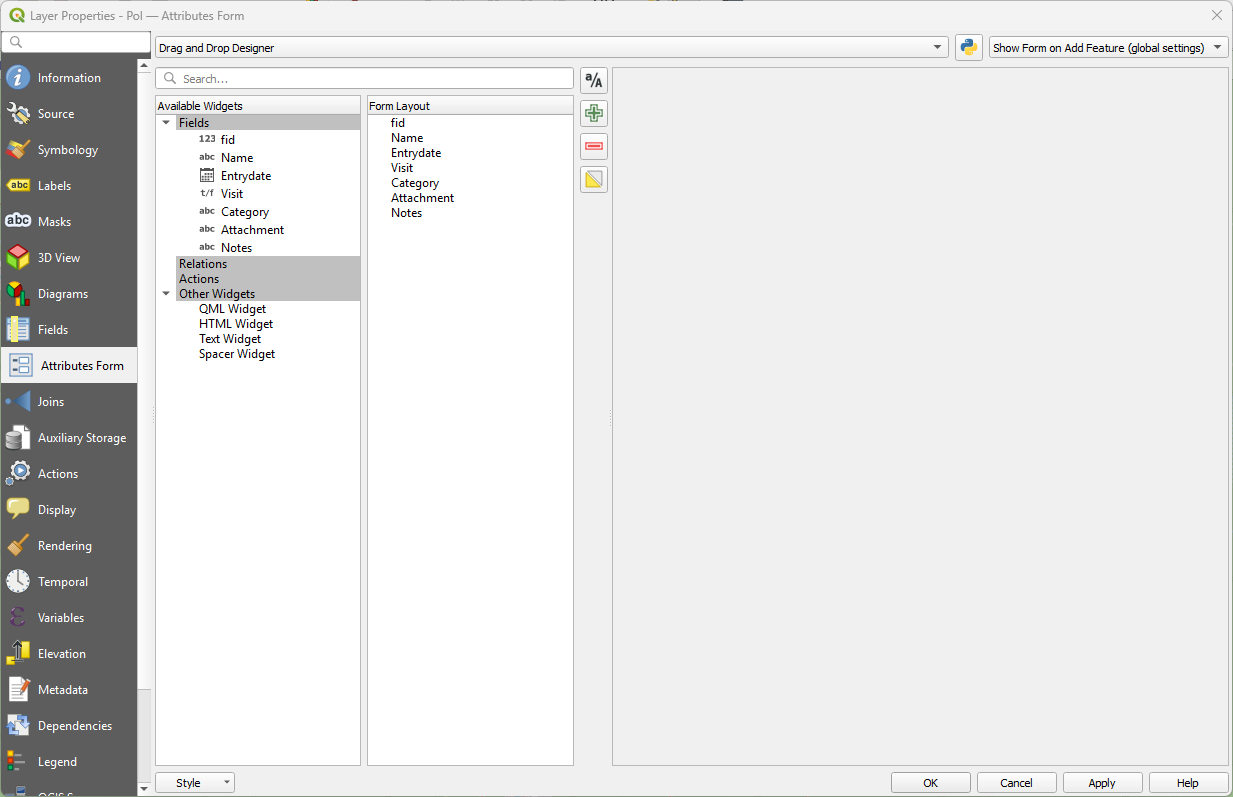 Layer Properties - Pol — Attributes Form
Drag and Drop Designer
Show Form on Add Feature (global settings)
Information
Source
Symbology
abc Labels
abc Masks
3D View
Diagrams
Fields
Attributes Form
Joins
Auxiliary Storage
Actions
Display
Rendering
Temporal
Variables
Elevation
Metadata
Dependencies
Legend
Search...
Available Widgets
Fields
123 fid
abc Name
Entrydate
t/f Visit
abc Category
abc Attachment
abc Notes
Relations
Actions
Other Widgets
QML Widget
HTML Widget
Text Widget
Spacer Widget
Form Layout
fid
Name
Entrydate
Visit
Category
Attachment
Notes
a/A
Style
OK
Cancel
Apply
Help